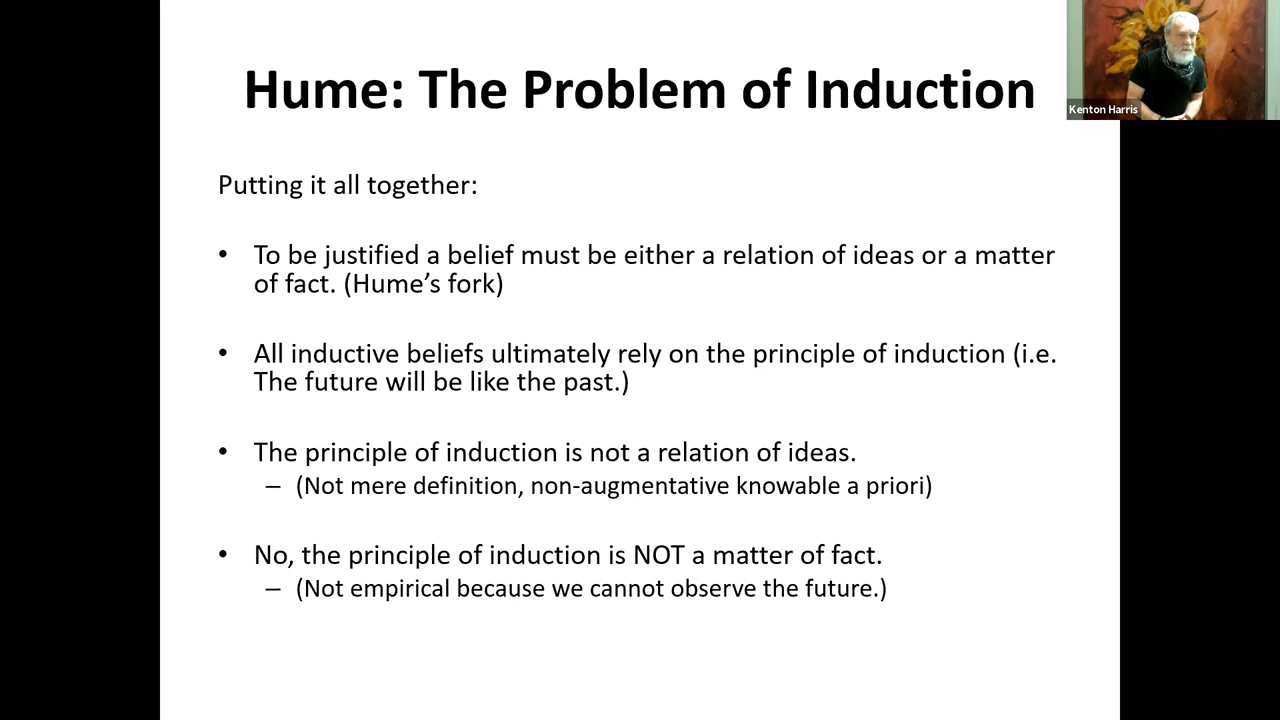 Hume: The Problem of Induction
Kenton Harris
Putting it all together:
• To be justified a belief must be either a relation of ideas or a matter
of fact. (Hume’s fork)
• All inductive beliefs ultimately rely on the principle of induction (i.e.
The future will be like the past.)
• The principle of induction is not a relation of ideas.
– (Not mere definition, non-augmentative knowable a priori)
• No, the principle of induction is NOT a matter of fact.
– (Not empirical because we cannot observe the future.)